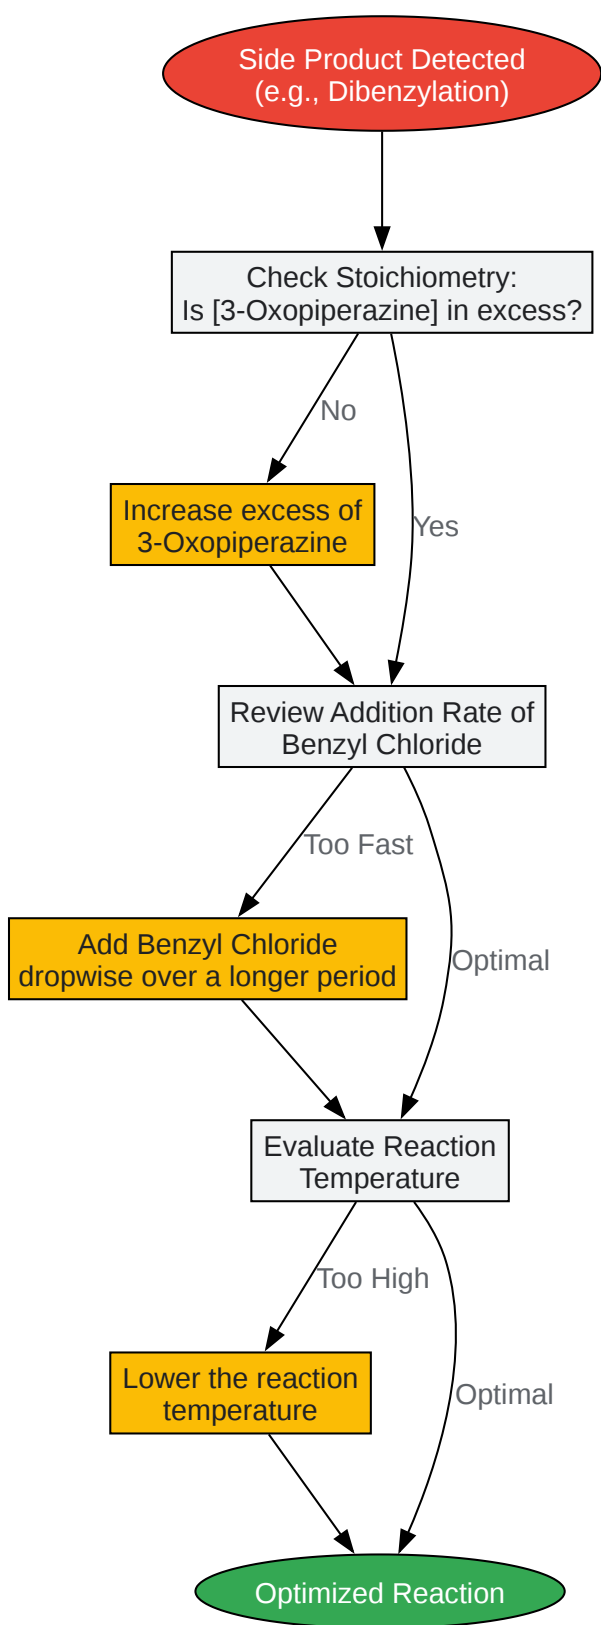 Side Product Detected
(e.g., Dibenzylation)
Check Stoichiometry:
Is [3-Oxopiperazine] in excess?
No
Increase excess of
3-Oxopiperazine
Yes
Review Addition Rate of
Benzyl Chloride
Too Fast
Add Benzyl Chloride
dropwise over a longer period
Optimal
Evaluate Reaction
Temperature
Too High
Lower the reaction
temperature
Optimal
Optimized Reaction